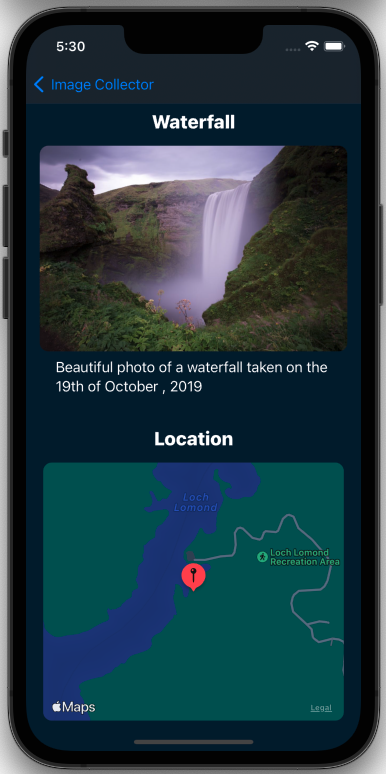 5:30
Image Collector
Waterfall
Beautiful photo of a waterfall taken on the
19th of October , 2019
Location
Loch
Lomond
Loch Lomond
Recreation Area
Maps
Legal